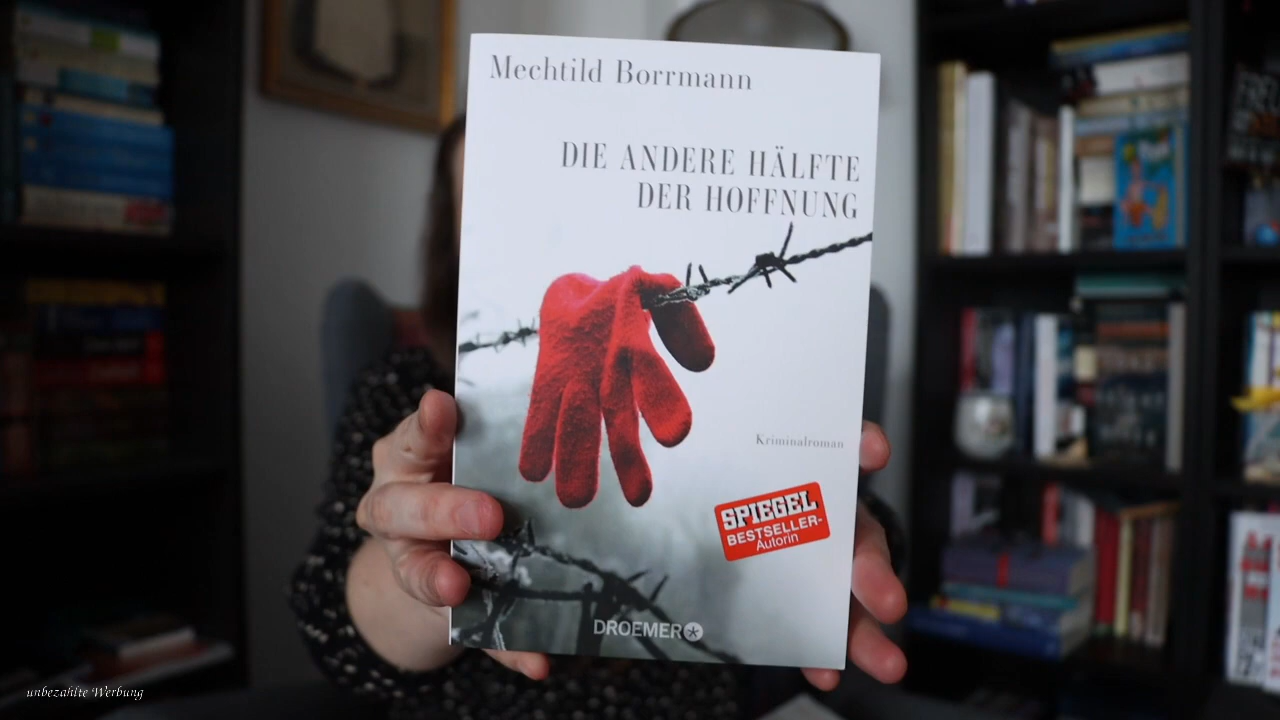 Mechtild Borrmann
DIE ANDERE HÄLFTE
DER HOFFNUNG
Kriminalroman
SPIEGEL
BESTSELLER-
Autorin
DROEMER
unbezahlte Werbung